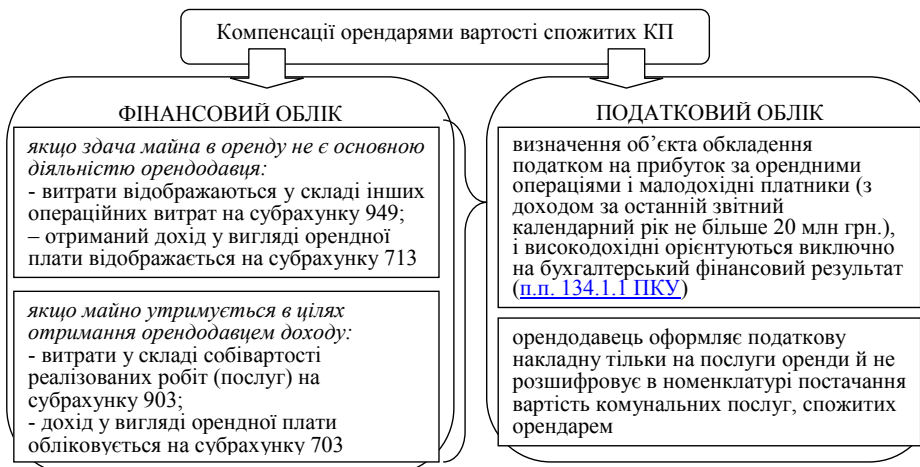 Компенсації орендарями вартості спожитих КП
ФІНАНСОВИЙ ОБЛІК
якщо здача майна в оренду не є основною
діяльністю орендодавця:
- витрати відображаються у складі інших
операційних витрат на субрахунку 949;
– отриманий дохід у вигляді орендної
плати відображається на субрахунку 713
якщо майно утримується в цілях
отримання орендодавцем доходу:
- витрати у складі собівартості
реалізованих робіт (послуг) на
субрахунку 903;
- дохід у вигляді орендної плати
обліковується на субрахунку 703
ПОДАТКОВИЙ ОБЛІК
визначення об’єкта обкладення
податком на прибуток за орендними
операціями і малодохідні платники (з
доходом за останній звітний
календарний рік не більше 20 млн грн.),
і високодохідні орієнтуються виключно
на бухгалтерський фінансовий результат
(п.п. 134.1.1 ПКУ)
орендодавець оформляє податкову
накладну тільки на послуги оренди й не
розшифровує в номенклатурі постачання
вартість комунальних послуг, спожитих
орендарем